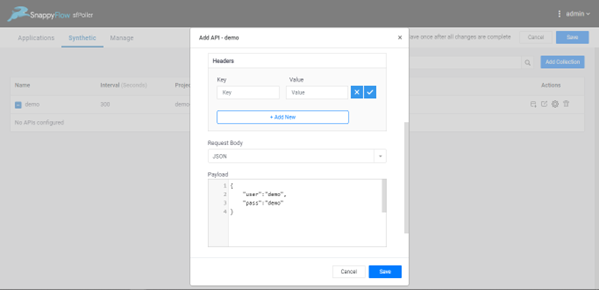 SnappyFlow sfPoller
admin
Applications Synthetic Manage
ave once after all changes are complete Cancel Save
Add Collection
Name Interval (Seconds) Proje Actions
demo 300 demo
No APIs configured
Add API - demo ×
Headers
Key Value
Key Value
+ Add New
Request Body
JSON
Payload
1 {
2 "user":"demo",
3 "pass":"demo"
4 }
Cancel Save